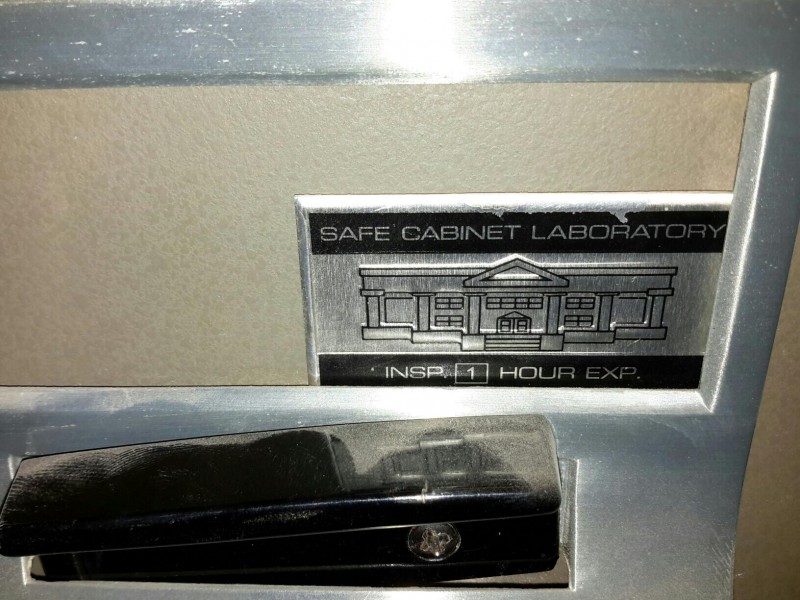 SAFE CABINET LABORATORY
INSP. 1 HOUR EXP.